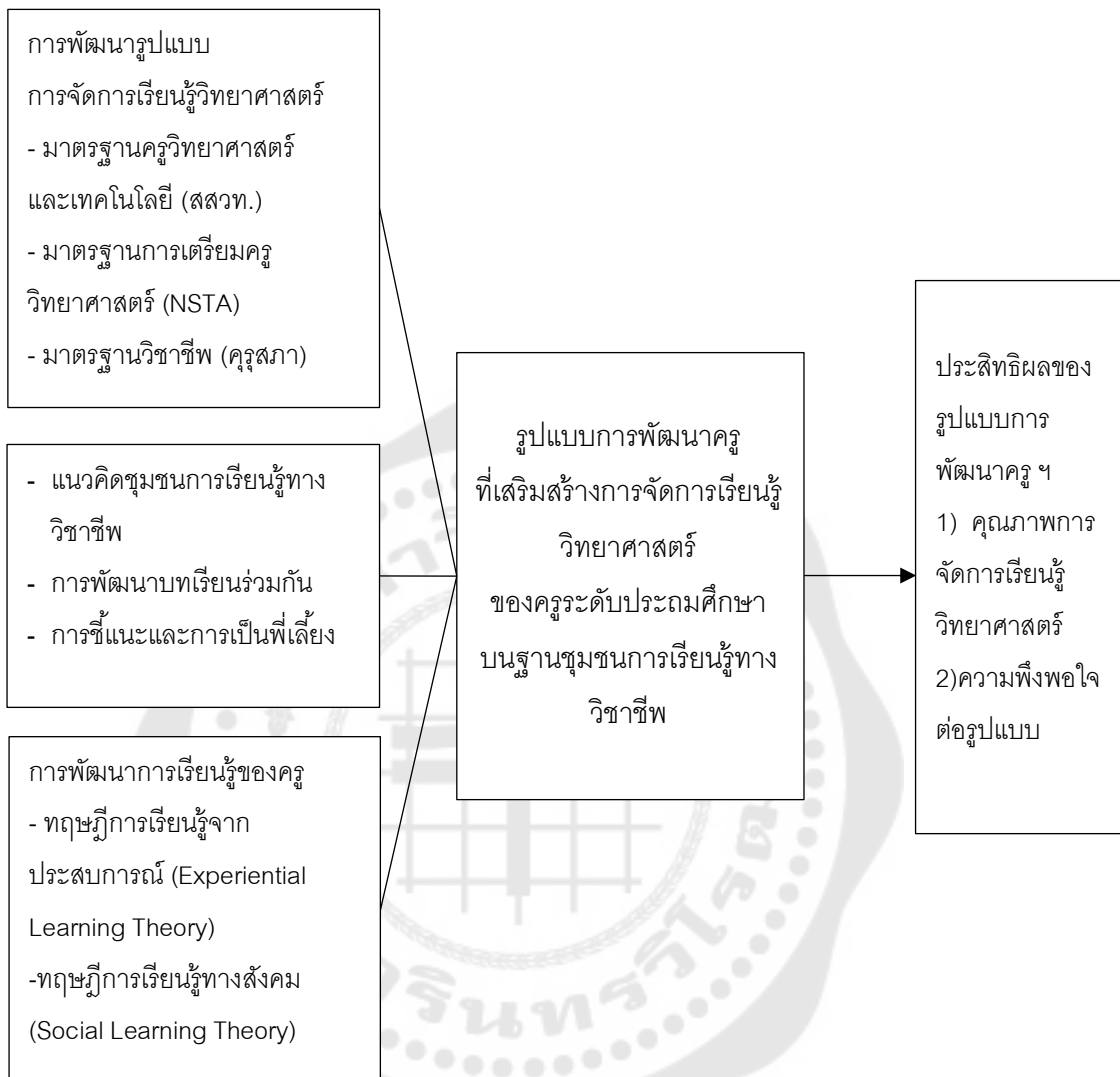 การพัฒนารูปแบบ
การจัดการเรียนรู้วิทยาศาสตร์
- มาตรฐานครูวิทยาศาสตร์
และเทคโนโลยี (สสวท.)
- มาตรฐานการเตรียมครู
วิทยาศาสตร์ (NSTA)
- มาตรฐานวิชาชีพ (คุรุสภา)
- แนวคิดชุมชนการเรียนรู้ทาง
วิชาชีพ
- การพัฒนาบทเรียนร่วมกัน
- การชี้แนะและการเป็นพี่เลี้ยง
การพัฒนาการเรียนรู้ของครู
- ทฤษฎีการเรียนรู้จาก
ประสบการณ์ (Experiential
Learning Theory)
-ทฤษฎีการเรียนรู้ทางสังคม
(Social Learning Theory)
รูปแบบการพัฒนาครู
ที่เสริมสร้างการจัดการเรียนรู้
วิทยาศาสตร์
ของครูระดับประถมศึกษา
บนฐานชุมชนการเรียนรู้ทาง
วิชาชีพ
ประสิทธิผลของ
รูปแบบการ
พัฒนาครู ฯ
1) คุณภาพการ
จัดการเรียนรู้
วิทยาศาสตร์
2)ความพึงพอใจ
ต่อรูปแบบ